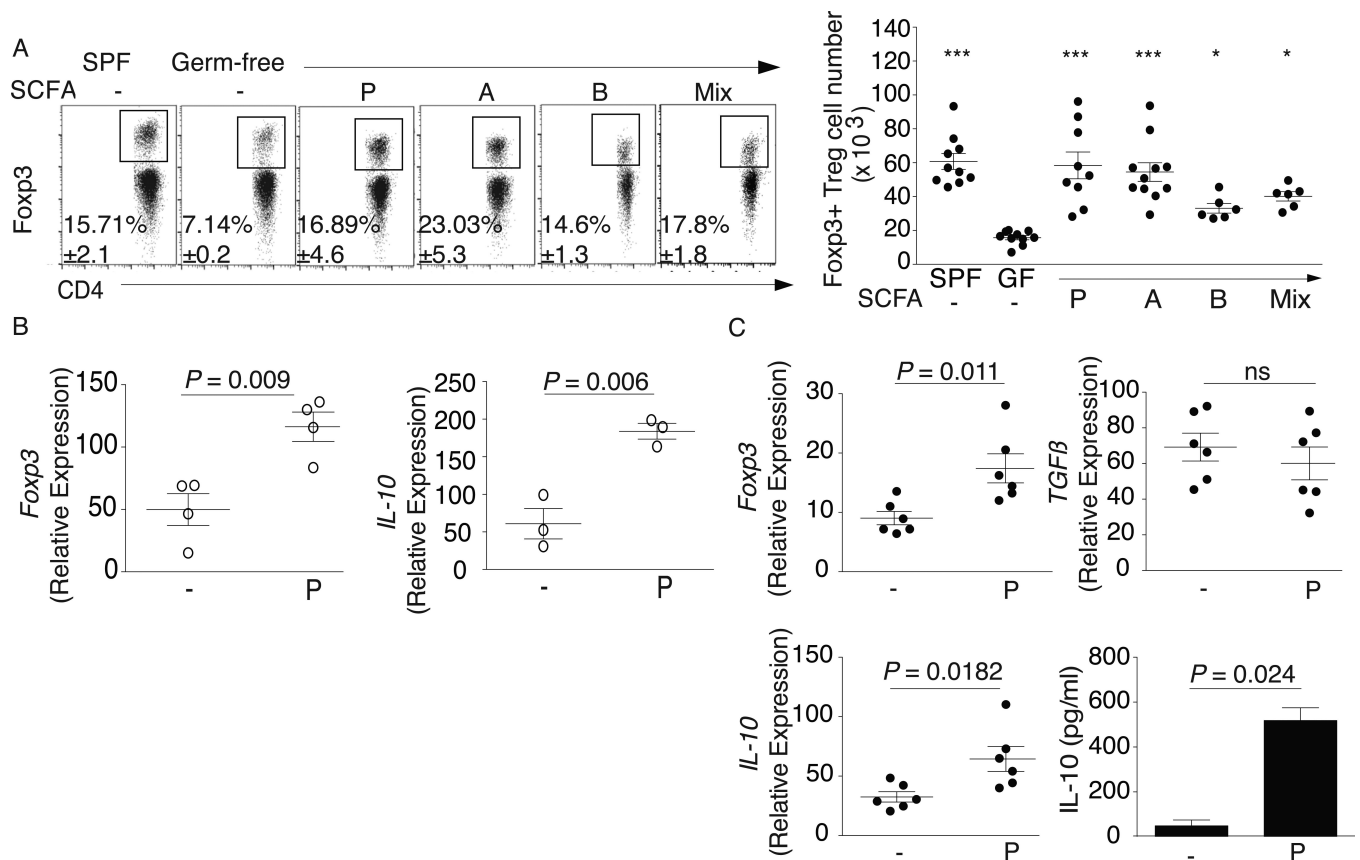 A
SPF Germ-free
SCFA - - P A B Mix
Foxp3
15.71% 7.14% 16.89% 23.03% 14.6% 17.8%
±2.1 ±0.2 ±4.6 ±5.3 ±1.3 ±1.8
CD4
Foxp3+ Treg cell number
(x 10 3)
140
120
100
80
60
40
20
0
*** *** *** * *
SPF GF
SCFA - - P A B Mix
B
Foxp3
(Relative Expression)
150
100
50
0
P = 0.009
- P
IL-10
(Relative Expression)
250
200
150
100
50
0
P = 0.006
- P
C
Foxp3
(Relative Expression)
30
20
10
0
P = 0.011
- P
TGFß
(Relative Expression)
100
80
60
40
20
0
ns
- P
IL-10
(Relative Expression)
150
100
50
0
P = 0.0182
- P
IL-10 (pg/ml)
800
600
400
200
0
P = 0.024
- P